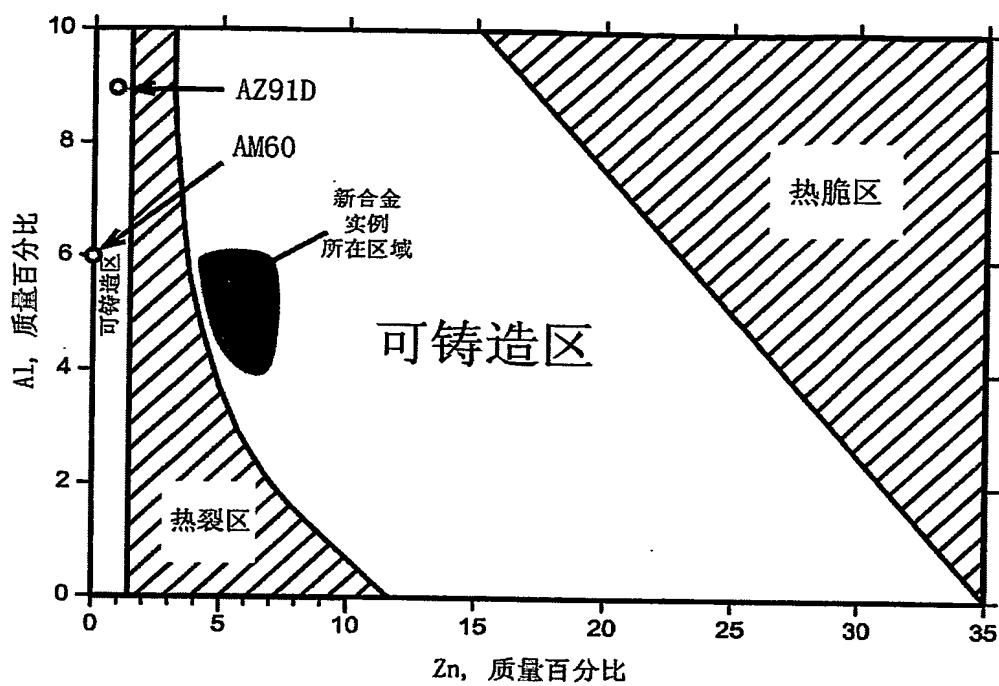 10
8
6
4
2
0
Al, 质量百分比
AZ91D
AM60
新合金
实例
所在区域
可铸造区
可铸造区
热脆区
热裂区
0
5
10
15
20
25
30
35
Zn, 质量百分比